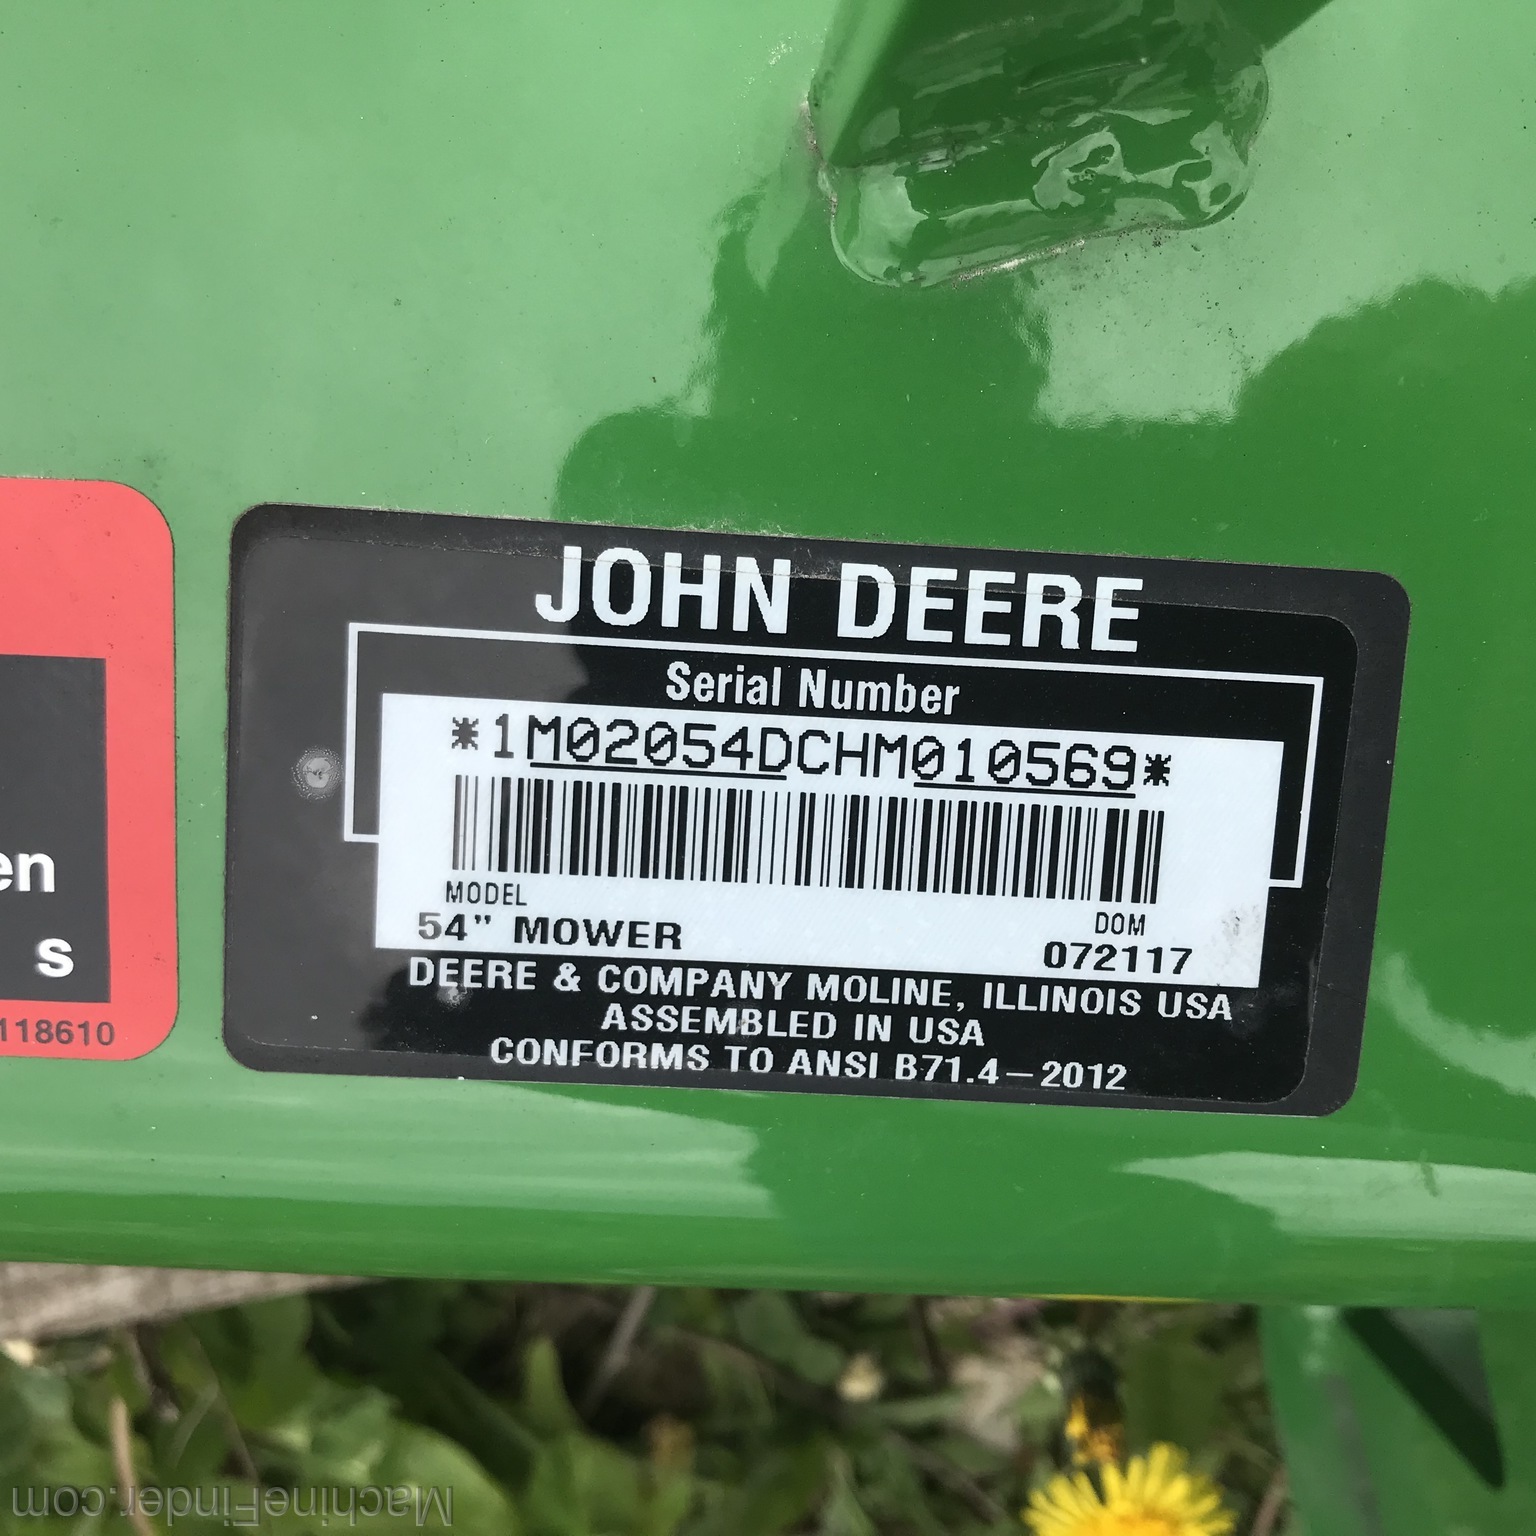 JOHN DEERE
Serial Number
*1M02054DCHM010569*
MODEL
54" MOWER
DOM
072117
DEERE & COMPANY MOLINE, ILLINOIS USA
ASSEMBLED IN USA
CONFORMS TO ANSI B71.4–2012
en
s
118610
MachineFinder.com